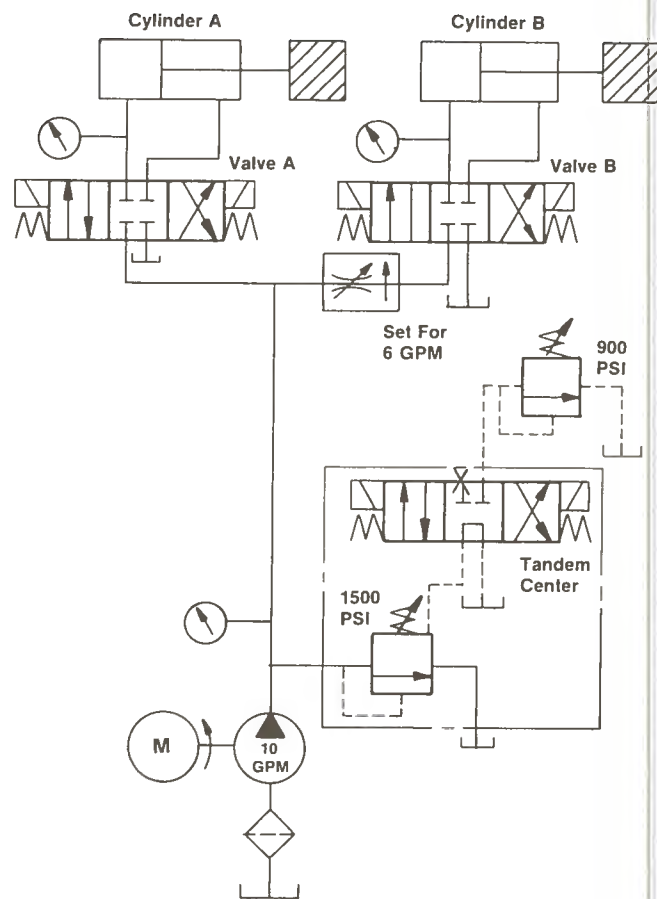 Cylinder A
Cylinder B
Valve A
Valve B
Set For
6 GPM
900
PSI
Tandem
Center
1500
PSI
M
10
GPM